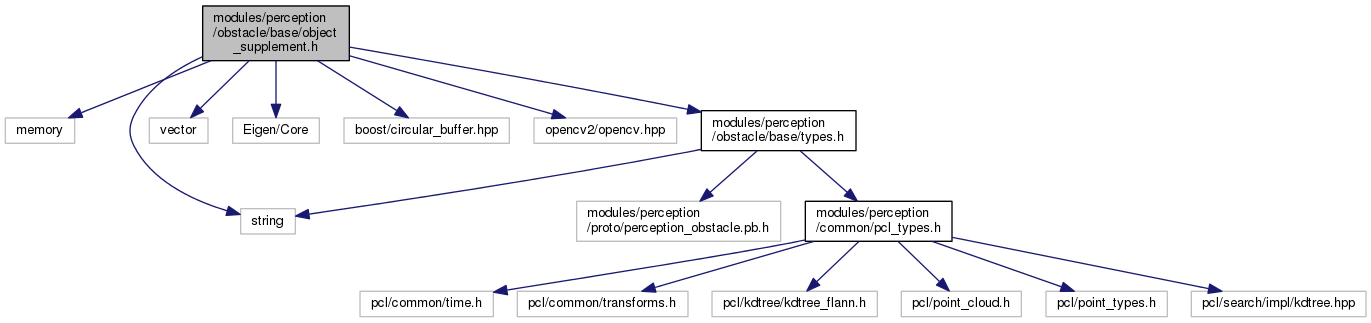 modules/perception
/obstacle/base/object
_supplement.h
memory
vector
Eigen/Core
boost/circular_buffer.hpp
opencv2/opencv.hpp
modules/perception
/obstacle/base/types.h
string
modules/perception
/proto/perception_obstacle.pb.h
modules/perception
/common/pcl_types.h
pcl/common/time.h
pcl/common/transforms.h
pcl/kdtree/kdtree_flann.h
pcl/point_cloud.h
pcl/point_types.h
pcl/search/impl/kdtree.hpp